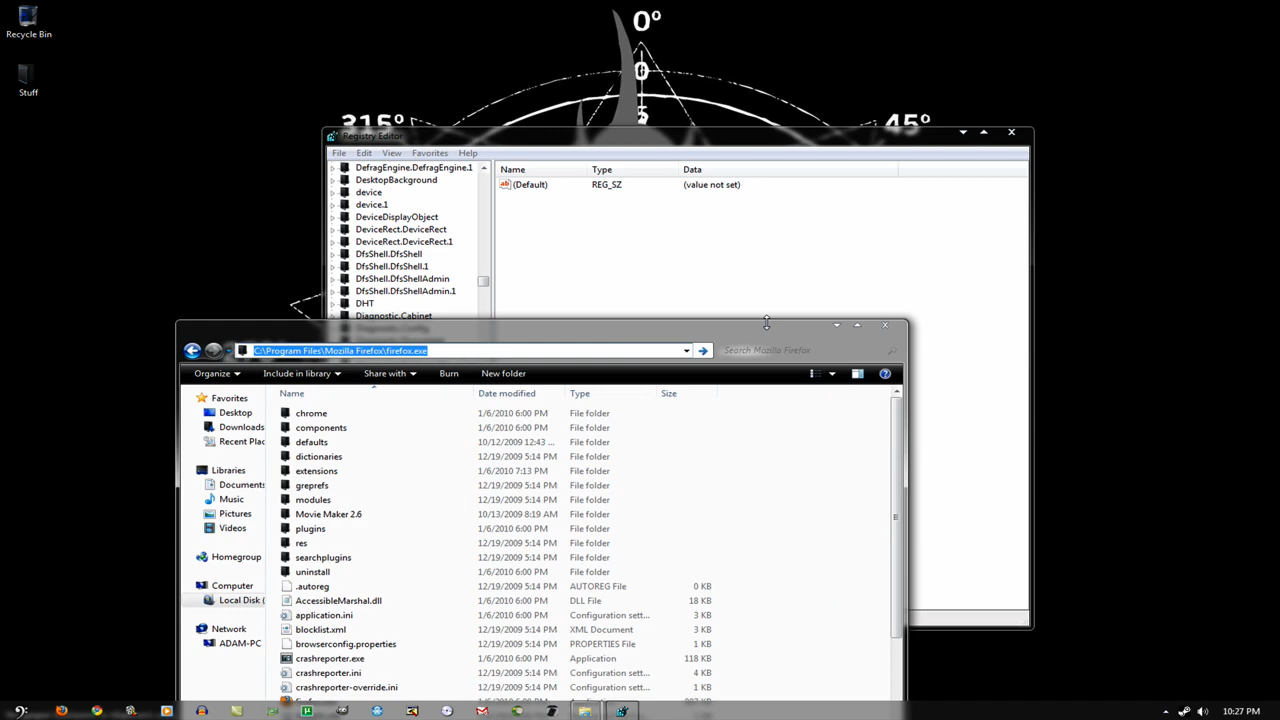 Recycle Bin
Stuff
0º
0
315º
45º
Registry Editor
File Edit View Favorites Help
DefragEngine.DefragEngine.1
DesktopBackground
device
device.1
DeviceDisplayObject
DeviceRect.DeviceRect
DeviceRect.DeviceRect.1
DfsShell.DfsShell
DfsShell.DfsShell.1
DfsShell.DfsShellAdmin
DfsShell.DfsShellAdmin.1
DHT
Diagnostic.Cabinet
Diagnostic.Config
Name Type Data
ab (Default) REG_SZ (value not set)
C:\Program Files\Mozilla Firefox\firefox.exe
Search Mozilla Firefox
Organize Include in library Share with Burn New folder
Favorites
Desktop
Downloads
Recent Plac
Libraries
Documents
Music
Pictures
Videos
Homegroup
Computer
Local Disk (
Network
ADAM-PC
Name Date modified Type Size
chrome 1/6/2010 6:00 PM File folder
components 1/6/2010 6:00 PM File folder
defaults 10/12/2009 12:43 ... File folder
dictionaries 12/19/2009 5:14 PM File folder
extensions 1/6/2010 7:13 PM File folder
greprefs 12/19/2009 5:14 PM File folder
modules 12/19/2009 5:14 PM File folder
Movie Maker 2.6 10/13/2009 8:19 AM File folder
plugins 1/6/2010 6:00 PM File folder
res 12/19/2009 5:14 PM File folder
searchplugins 12/19/2009 5:14 PM File folder
uninstall 1/6/2010 6:00 PM File folder
.autoreg 12/19/2009 5:14 PM AUTOREG File 0 KB
AccessibleMarshal.dll 1/6/2010 6:00 PM DLL File 18 KB
application.ini 1/6/2010 6:00 PM Configuration sett... 3 KB
blocklist.xml 12/19/2009 5:14 PM XML Document 3 KB
browserconfig.properties 12/19/2009 5:14 PM PROPERTIES File 1 KB
crashreporter.exe 1/6/2010 6:00 PM Application 118 KB
crashreporter.ini 12/19/2009 5:14 PM Configuration sett... 4 KB
crashreporter-override.ini 12/19/2009 5:14 PM Configuration sett... 1 KB
10:27 PM